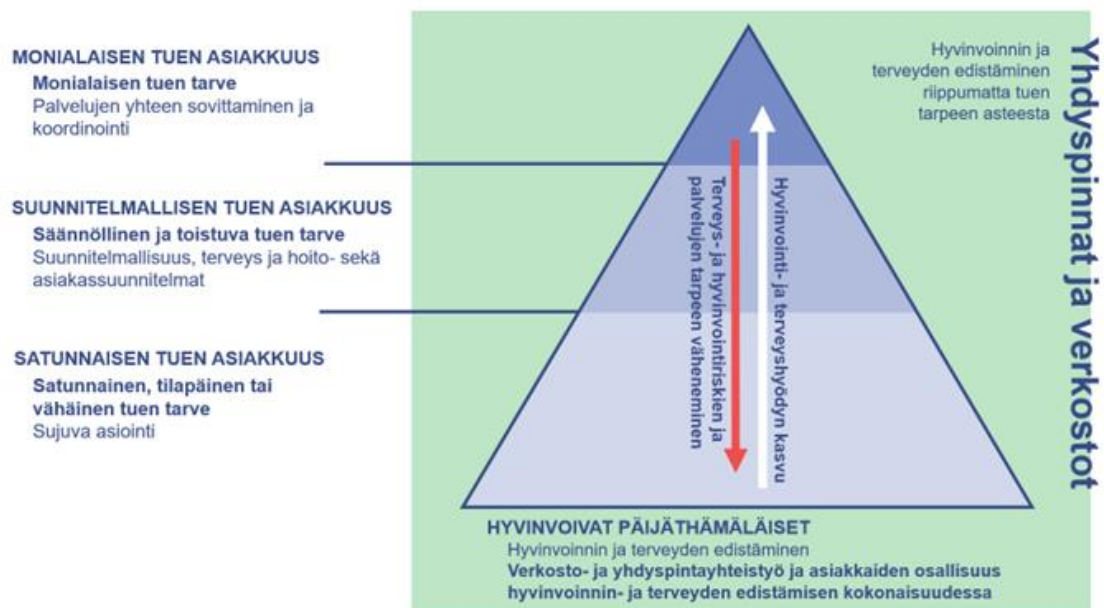 MONIALAISEN TUEN ASIAKKUUS
Monialaisen tuen tarve
Palvelujen yhteen sovittaminen ja
koordinointi
SUUNNITELMALLISEN TUEN ASIAKKUUS
Säännöllinen ja toistuva tuen tarve
Suunnitelmallisuus, terveys ja hoito- sekä
asiakassuunnitelmat
SATUNNAISEN TUEN ASIAKKUUS
Satunnainen, tilapäinen tai
vähäinen tuen tarve
Sujuva asiointi
Terveys- ja hyvinvointiriskien ja
palvelujen tarpeen väheneminen
Hyvinvointi- ja terveyshyödyn kasvu
Hyvinvoinnin ja
terveyden edistäminen
riippumatta tuen
tarpeen asteesta
Yhdyspinnat ja verkostot
HYVINVOIVAT PÄIJÄTHÄMÄLÄISET
Hyvinvoinnin ja terveyden edistäminen
Verkosto- ja yhdyspintayhteistyö ja asiakkaiden osallisuus
hyvinvoinnin- ja terveyden edistämisen kokonaisuudessa